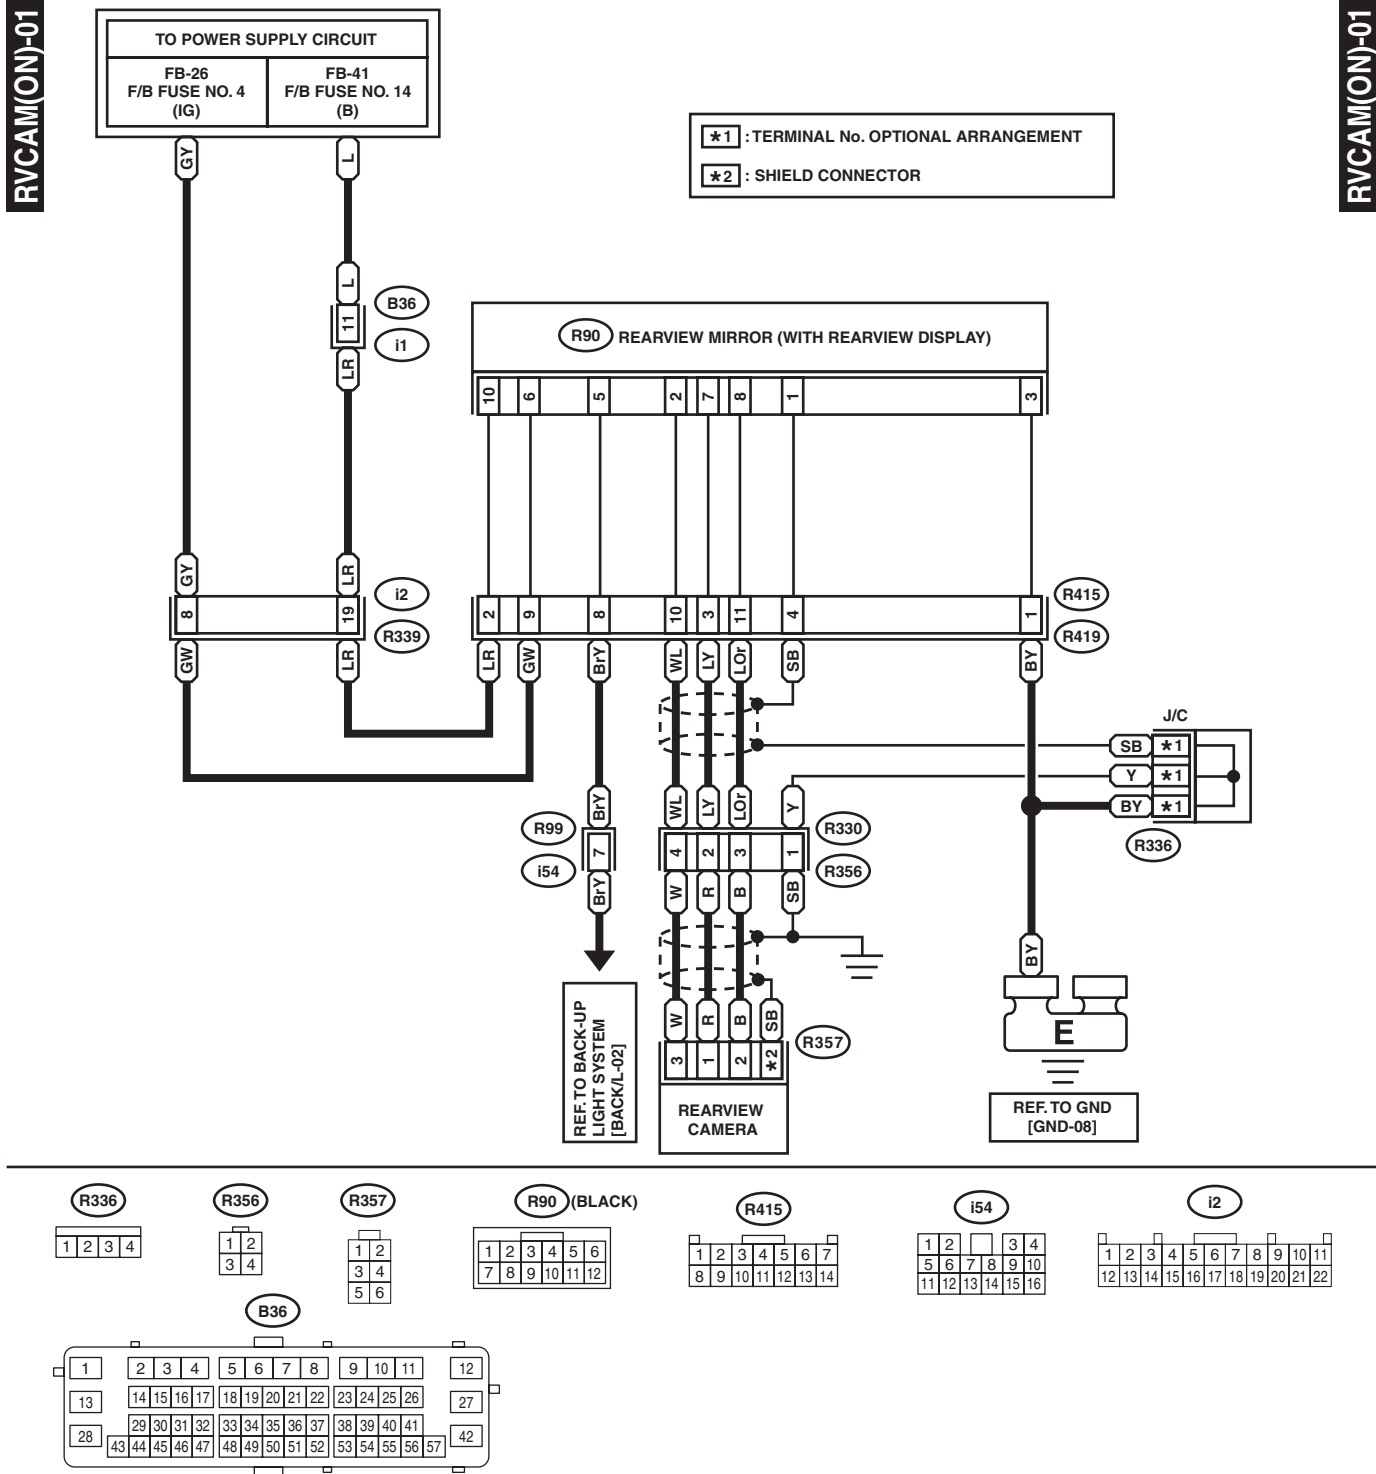 RVCAM(ON)-01
RVCAM(ON)-01
TO POWER SUPPLY CIRCUIT
FB-26
F/B FUSE NO. 4
(IG)
FB-41
F/B FUSE NO. 14
(B)
*1 : TERMINAL No. OPTIONAL ARRANGEMENT
*2 : SHIELD CONNECTOR
GY
L
L
B36
11
i1
LR
R90 REARVIEW MIRROR (WITH REARVIEW DISPLAY)
10 6 5 2 7 8 1 3
GY LR
i2
R415
8 19
2 9 8 10 3 11 4 1
R339
R419
GW LR LR GW BrY WL LY LOr SB BY
J/C
SB *1
Y *1
BY *1
R336
BrY WL LY LOr Y
R99
R330
7 4 2 3 1
i54
R356
BrY W R B SB
BY
E
REF. TO GND
[GND-08]
REF. TO BACK-UP
LIGHT SYSTEM
[BACK/L-02]
W R B SB
3 1 2 *2
R357
REARVIEW
CAMERA
R336
1 2 3 4
R356
1 2
3 4
R357
1 2
3 4
5 6
R90 (BLACK)
1 2 3 4 5 6
7 8 9 10 11 12
R415
1 2 3 4 5 6 7
8 9 10 11 12 13 14
i54
1 2 3 4
5 6 7 8 9 10
11 12 13 14 15 16
i2
1 2 3 4 5 6 7 8 9 10 11
12 13 14 15 16 17 18 19 20 21 22
B36
1 2 3 4 5 6 7 8 9 10 11 12
13 14 15 16 17 18 19 20 21 22 23 24 25 26 27
28 29 30 31 32 33 34 35 36 37 38 39 40 41 42
43 44 45 46 47 48 49 50 51 52 53 54 55 56 57